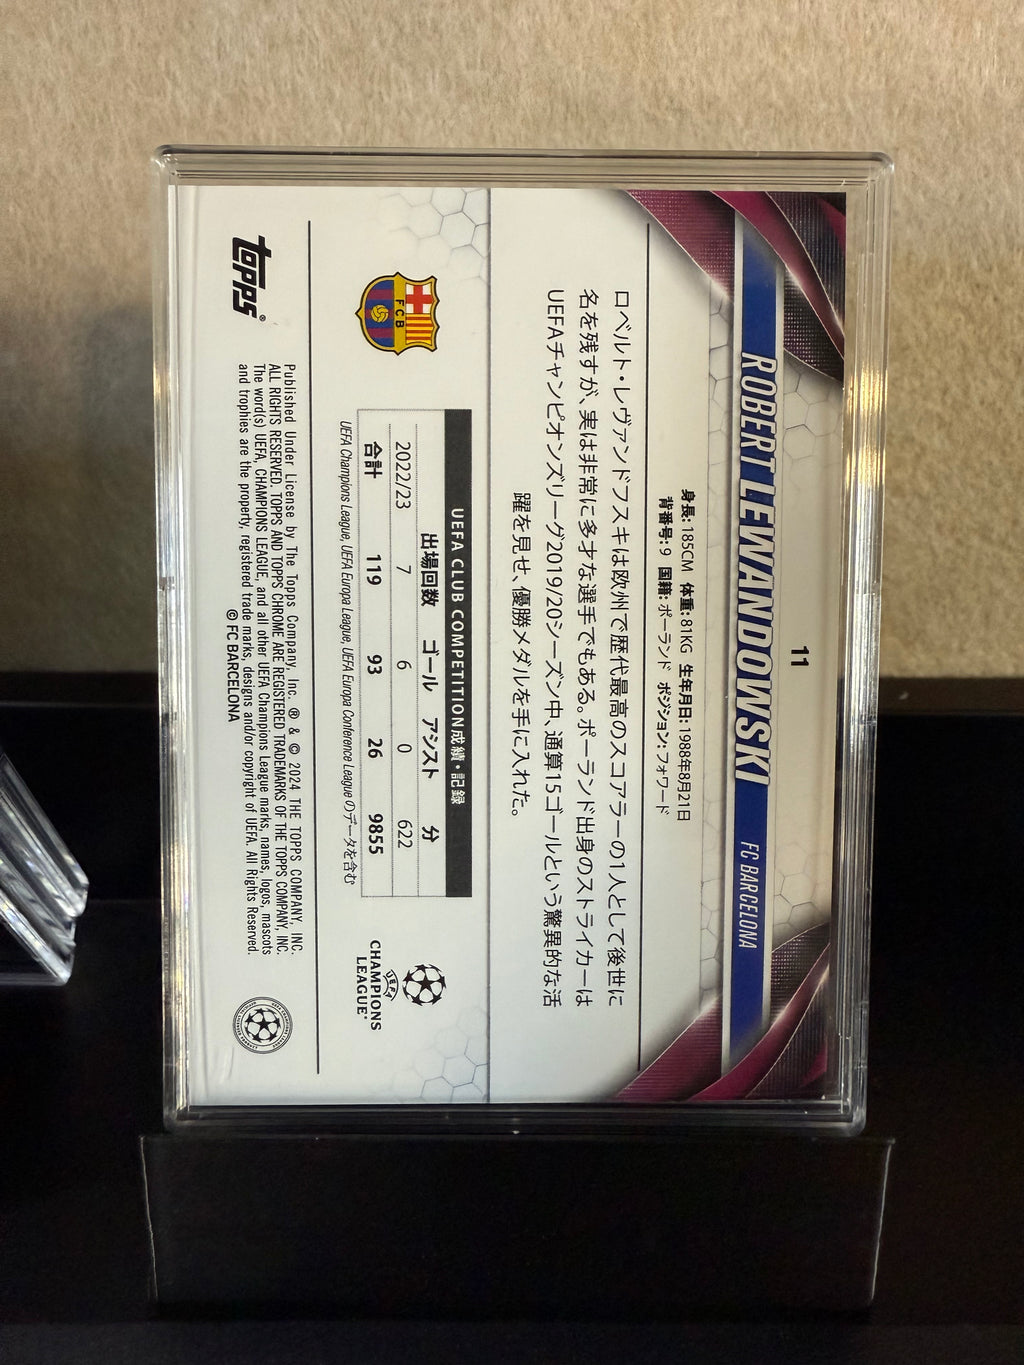 11
ROBERT LEWANDOWSKI FC BARCELONA
身長: 185CM 体重: 81KG 生年月日: 1988年8月21日
背番号: 9 国籍: ポーランド ポジション: フォワード
ロベルト・レヴァンドフスキは欧州で歴代最高のスコアラーの1人として後世に
名を残すが、実は非常に多才な選手でもある。ポーランド出身のストライカーは
UEFAチャンピオンズリーグ2019/20シーズン中、通算15ゴールという驚異的な活
躍を見せ、優勝メダルを手に入れた。
FCB
UEFA CLUB COMPETITION成績・記録
出場回数 ゴール アシスト 分
2022/23 7 6 0 622
合計 119 93 26 9855
UEFA Champions League, UEFA Europa League, UEFA Europa Conference League のデータを含む
UEFA
CHAMPIONS
LEAGUE™
topps®
Published Under License by The Topps Company, Inc. ® & © 2024 THE TOPPS COMPANY, INC.
ALL RIGHTS RESERVED. TOPPS AND TOPPS CHROME ARE REGISTERED TRADEMARKS OF THE TOPPS COMPANY, INC.
The word(s) UEFA, CHAMPIONS LEAGUE, and all other UEFA Champions League marks, names, logos, mascots
and trophies are the property, registered trade marks, designs and/or copyright of UEFA. All Rights Reserved.
© FC BARCELONA